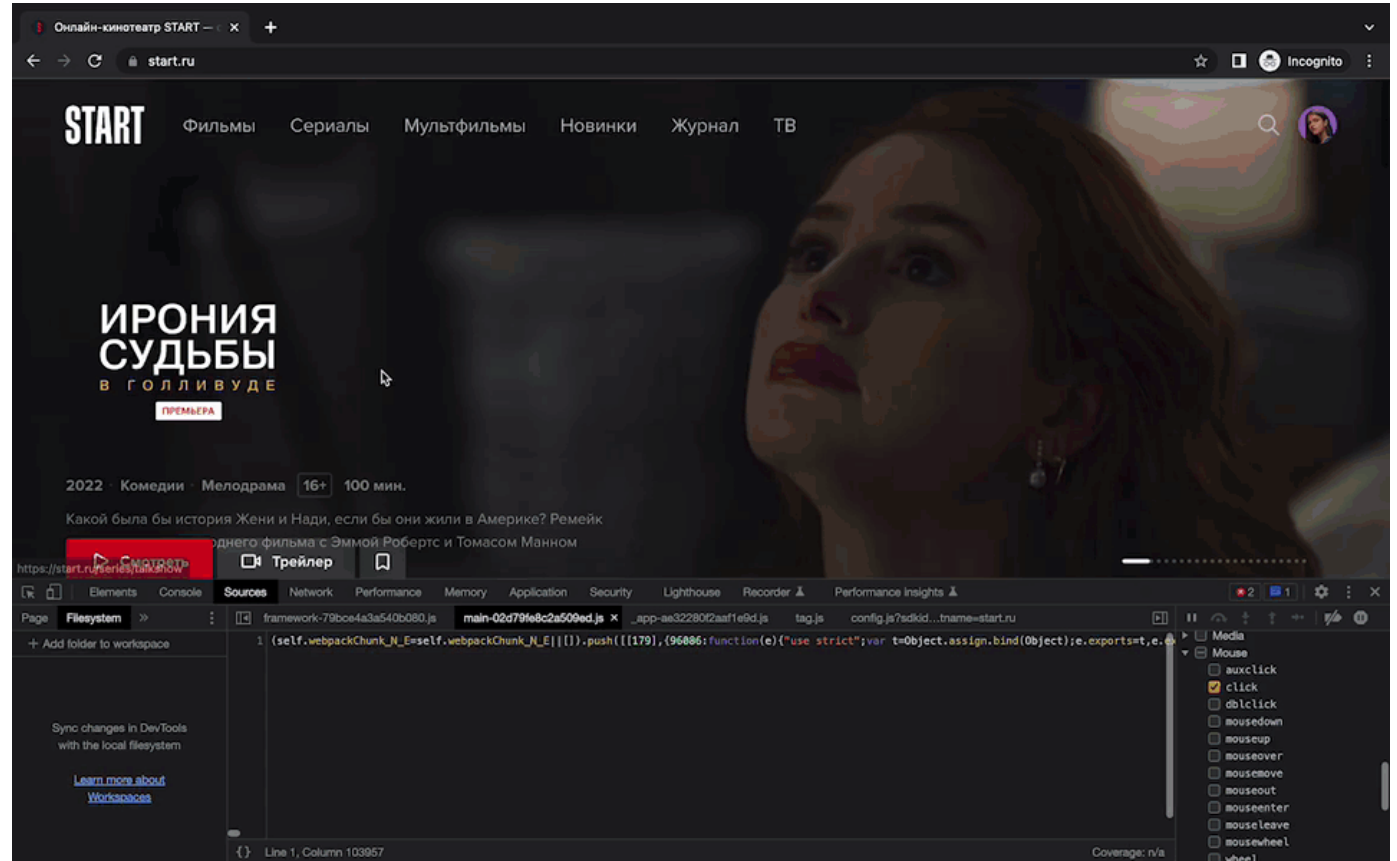 Онлайн-кинотеатр START —
start.ru
Incognito
START Фильмы Сериалы Мультфильмы Новинки Журнал ТВ
ИРОНИЯ
СУДЬБЫ
В ГОЛЛИВУДЕ
ПРЕМЬЕРА
2022 · Комедии · Мелодрама 16+ 100 мин.
Какой была бы история Жени и Нади, если бы они жили в Америке? Ремейк
фильма с Эммой Робертс и Томасом Манном
Смотреть Трейлер
https://start.ru/series/talkshow
Elements Console Sources Network Performance Memory Application Security Lighthouse Recorder Performance insights 2 1
Page Filesystem » framework-79bce4a3a540b080.js main-02d79fe8c2a509ed.js × _app-ae32280f2aaf1e9d.js tag.js config.js?sdkid...tname=start.ru
+ Add folder to workspace
1 (self.webpackChunk_N_E=self.webpackChunk_N_E||[]).push([[179],{96086:function(e){"use strict";var t=Object.assign.bind(Object);e.exports=t,e.
Sync changes in DevTools
with the local filesystem
Learn more about
Workspaces
{} Line 1, Column 103957 Coverage: n/a
Media
Mouse
auxclick
click
dblclick
mousedown
mouseup
mouseover
mousemove
mouseout
mouseenter
mouseleave
mousewheel
wheel